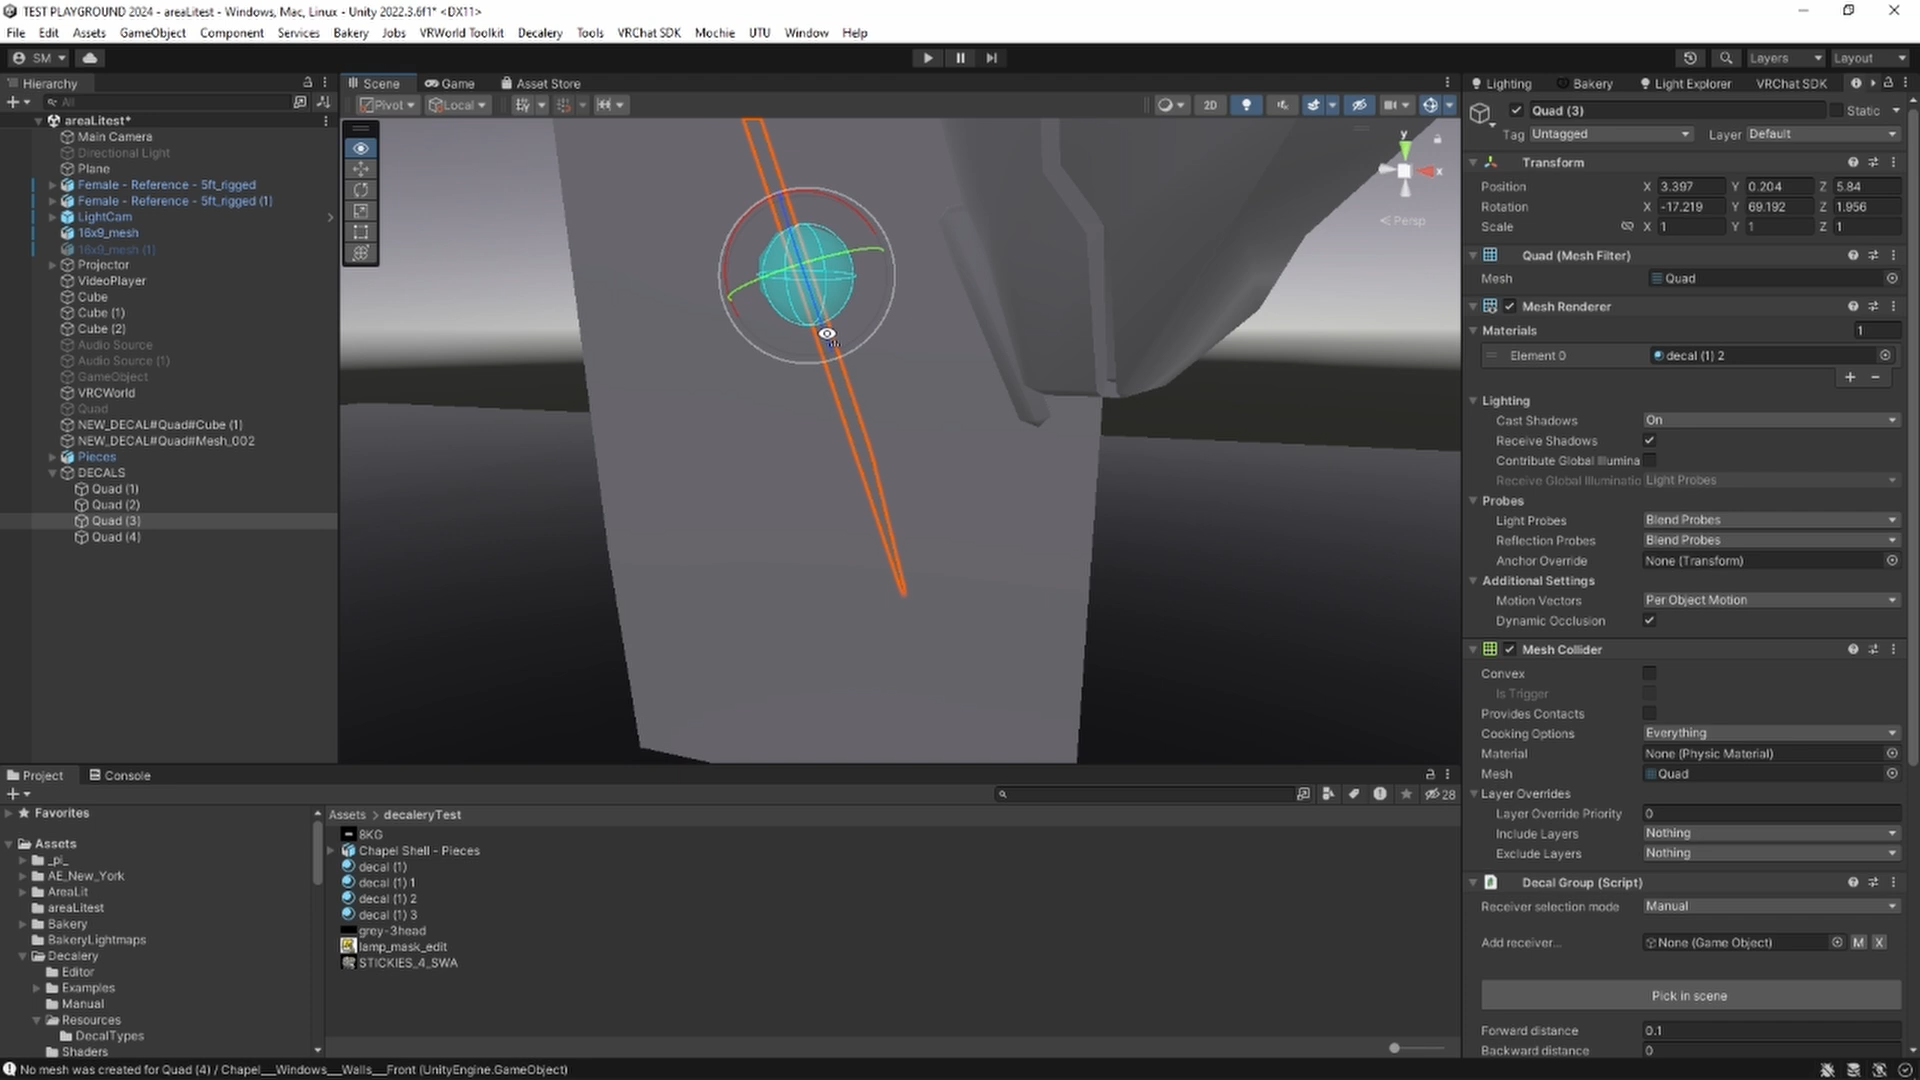 TEST PLAYGROUND 2024 - areaLitest - Windows, Mac, Linux - Unity 2022.3.6f1* <DX11>
File Edit Assets GameObject Component Services Bakery Jobs VRWorld Toolkit Decalery Tools VRChat SDK Mochie UTU Window Help
SM Layers Layout
Hierarchy Scene Game Asset Store Lighting Bakery Light Explorer VRChat SDK
All Pivot Local 2D
areaLitest*
Main Camera
Directional Light
Plane
Female - Reference - 5ft_rigged
Female - Reference - 5ft_rigged (1)
LightCam
16x9_mesh
16x9_mesh (1)
Projector
VideoPlayer
Cube
Cube (1)
Cube (2)
Audio Source
Audio Source (1)
GameObject
VRCWorld
Quad
NEW_DECAL#Quad#Cube (1)
NEW_DECAL#Quad#Mesh_002
Pieces
DECALS
Quad (1)
Quad (2)
Quad (3)
Quad (4)
y
x
< Persp
Quad (3) Static
Tag Untagged Layer Default
Transform
Position X 3.397 Y 0.204 Z 5.84
Rotation X -17.219 Y 69.192 Z 1.956
Scale X 1 Y 1 Z 1
Quad (Mesh Filter)
Mesh Quad
Mesh Renderer
Materials 1
Element 0 decal (1) 2
Lighting
Cast Shadows On
Receive Shadows
Contribute Global Illumina
Receive Global Illuminatio Light Probes
Probes
Light Probes Blend Probes
Reflection Probes Blend Probes
Anchor Override None (Transform)
Additional Settings
Motion Vectors Per Object Motion
Dynamic Occlusion
Mesh Collider
Convex
Is Trigger
Provides Contacts
Cooking Options Everything
Material None (Physic Material)
Mesh Quad
Layer Overrides
Layer Override Priority 0
Include Layers Nothing
Exclude Layers Nothing
Decal Group (Script)
Receiver selection mode Manual
Add receiver... None (Game Object) M X
Pick in scene
Forward distance 0.1
Backward distance 0
Project Console
28
Favorites
Assets
_pi_
AE_New_York
AreaLit
areaLitest
Bakery
BakeryLightmaps
Decalery
Editor
Examples
Manual
Resources
DecalTypes
Shaders
Assets > decaleryTest
8KG
Chapel Shell - Pieces
decal (1)
decal (1) 1
decal (1) 2
decal (1) 3
grey-3head
lamp_mask_edit
STICKIES_4_SWA
No mesh was created for Quad (4) / Chapel__Windows__Walls__Front (UnityEngine.GameObject)